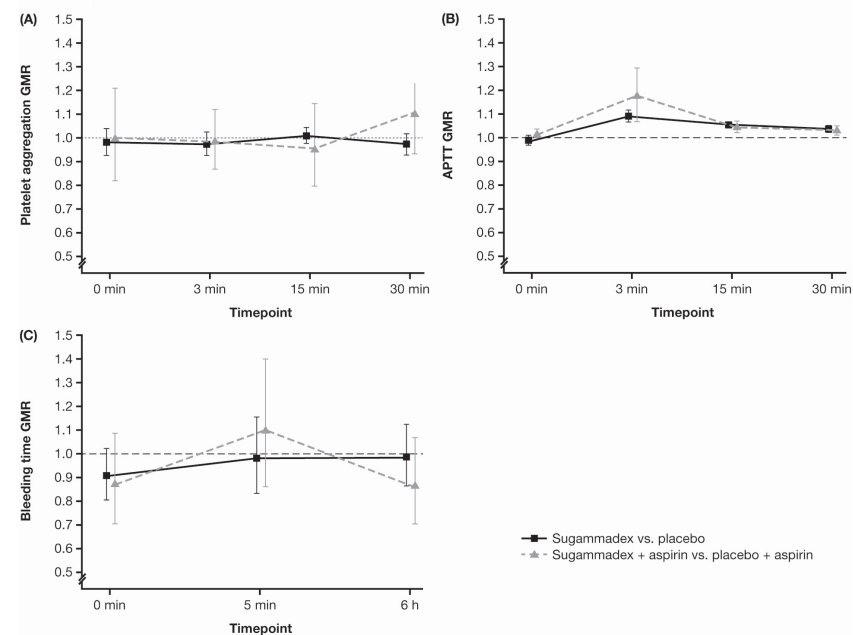 (A)
Platelet aggregation GMR
1.5
1.4
1.3
1.2
1.1
1.0
0.9
0.8
0.7
0.6
0.5
0 min 3 min 15 min 30 min
Timepoint
(B)
APTT GMR
1.5
1.4
1.3
1.2
1.1
1.0
0.9
0.8
0.7
0.6
0.5
0 min 3 min 15 min 30 min
Timepoint
(C)
Bleeding time GMR
1.5
1.4
1.3
1.2
1.1
1.0
0.9
0.8
0.7
0.6
0.5
0 min 5 min 6 h
Timepoint
Sugammadex vs. placebo
Sugammadex + aspirin vs. placebo + aspirin